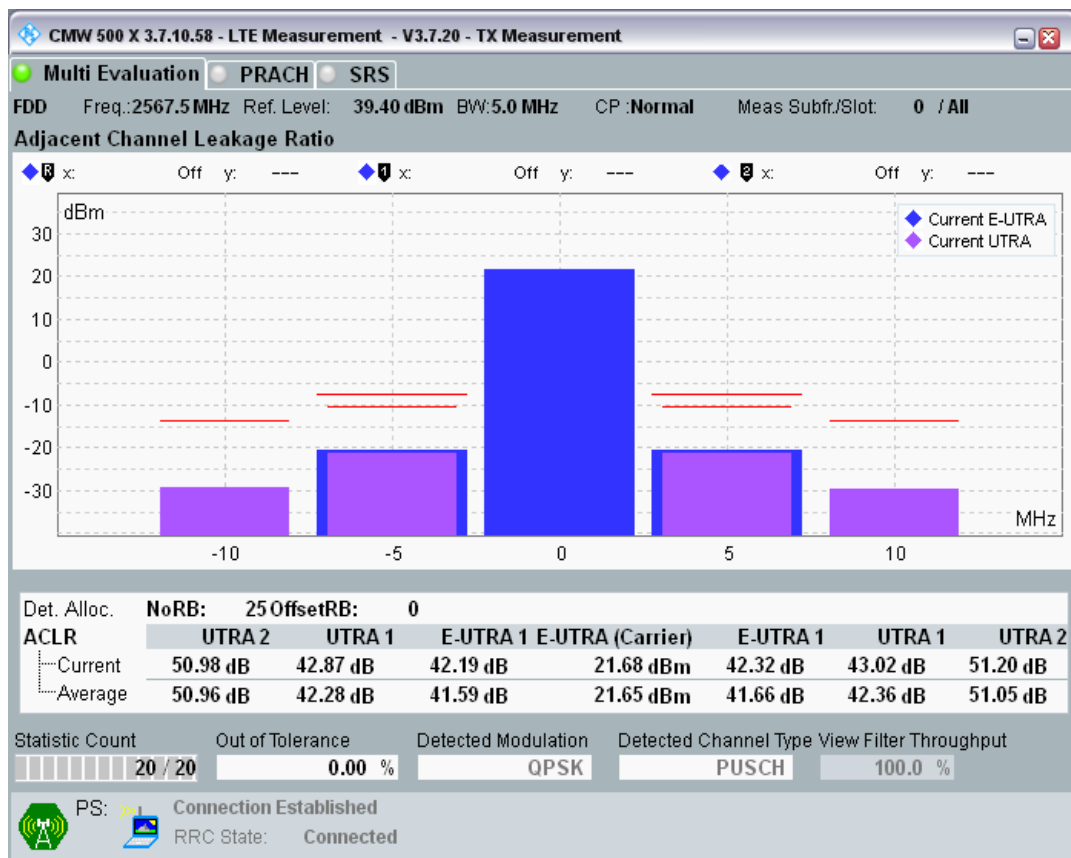 CMW 500 X 3.7.10.58 - LTE Measurement - V3.7.20 - TX Measurement
Multi Evaluation PRACH SRS
FDD Freq.:2567.5 MHz Ref. Level: 39.40 dBm BW:5.0 MHz CP :Normal Meas Subfr./Slot: 0 / All
Adjacent Channel Leakage Ratio
R x: Off y: --- 1 x: Off y: --- 2 x: Off y: ---
dBm
Current E-UTRA
Current UTRA
30
20
10
0
-10
-20
-30
MHz
-10 -5 0 5 10
Det. Alloc. NoRB: 25 OffsetRB: 0
ACLR UTRA 2 UTRA 1 E-UTRA 1 E-UTRA (Carrier) E-UTRA 1 UTRA 1 UTRA 2
Current 50.98 dB 42.87 dB 42.19 dB 21.68 dBm 42.32 dB 43.02 dB 51.20 dB
Average 50.96 dB 42.28 dB 41.59 dB 21.65 dBm 41.66 dB 42.36 dB 51.05 dB
Statistic Count Out of Tolerance Detected Modulation Detected Channel Type View Filter Throughput
20 / 20 0.00 % QPSK PUSCH 100.0 %
PS: Connection Established
RRC State: Connected